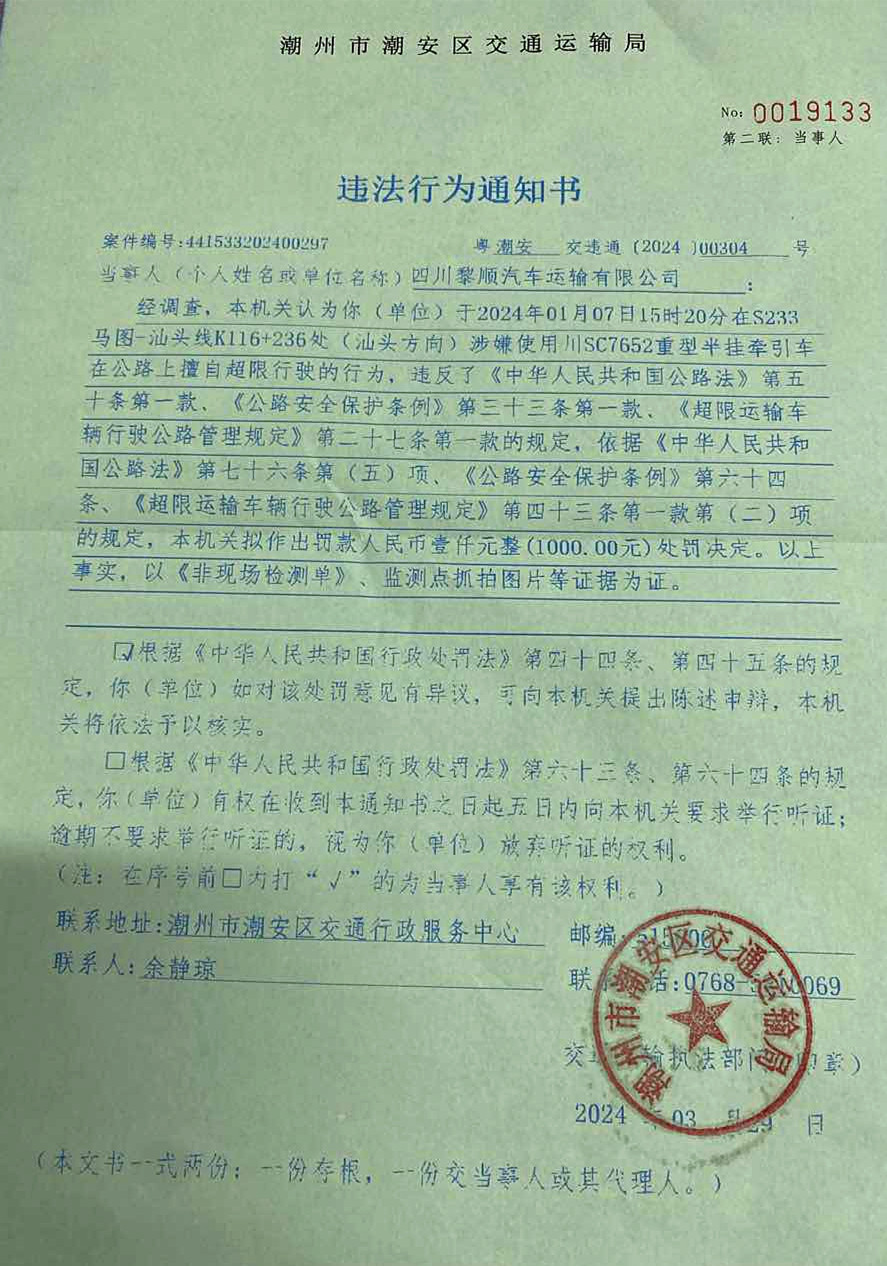 潮州市潮安区交通运输局
No: 0019133
第二联：当事人
违法行为通知书
案件编号:441533202400297 粤潮安 交违通〔2024〕00304 号
当事人（个人姓名或单位名称）四川黎顺汽车运输有限公司：
经调查，本机关认为你（单位）于2024年01月07日15时20分在S233
马图-汕头线K116+236处（汕头方向）涉嫌使用川SC7652重型半挂牵引车
在公路上擅自超限行驶的行为，违反了《中华人民共和国公路法》第五
十条第一款、《公路安全保护条例》第三十三条第一款、《超限运输车
辆行驶公路管理规定》第二十七条第一款的规定，依据《中华人民共和
国公路法》第七十六条第（五）项、《公路安全保护条例》第六十四
条、《超限运输车辆行驶公路管理规定》第四十三条第一款第（二）项
的规定，本机关拟作出罚款人民币壹仟元整(1000.00元)处罚决定。以上
事实，以《非现场检测单》、监测点抓拍图片等证据为证。
☑根据《中华人民共和国行政处罚法》第四十四条、第四十五条的规
定，你（单位）如对该处罚意见有异议，可向本机关提出陈述申辩，本机
关将依法予以核实。
□根据《中华人民共和国行政处罚法》第六十三条、第六十四条的规
定，你（单位）有权在收到本通知书之日起五日内向本机关要求举行听证；
逾期不要求举行听证的，视为你（单位）放弃听证的权利。
（注：在序号前□内打“√”的为当事人享有该权利。）
联系地址:潮州市潮安区交通行政服务中心 邮编:
联系人:余静琼 联 话:0768- 0069
潮州市潮安区交通运输局
交 输执法部门 印章）
2024 年 03 月 29 日
（本文书一式两份：一份存根，一份交当事人或其代理人。）